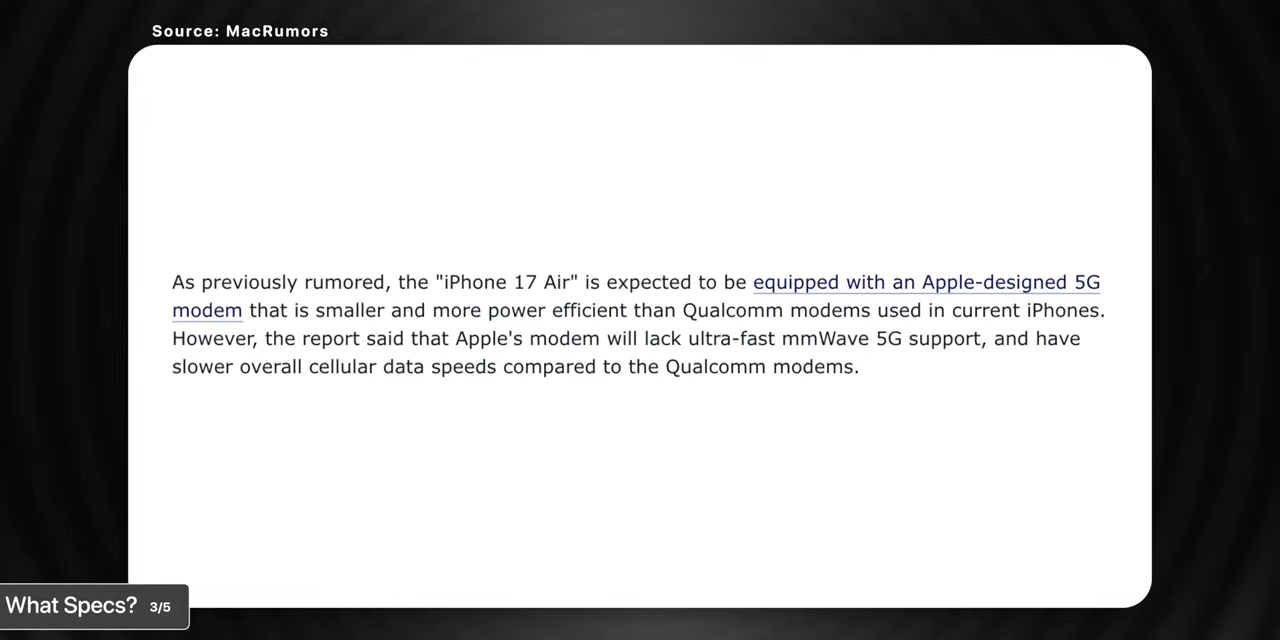 Source: MacRumors
As previously rumored, the "iPhone 17 Air" is expected to be equipped with an Apple-designed 5G
modem that is smaller and more power efficient than Qualcomm modems used in current iPhones.
However, the report said that Apple's modem will lack ultra-fast mmWave 5G support, and have
slower overall cellular data speeds compared to the Qualcomm modems.
What Specs? 3/5